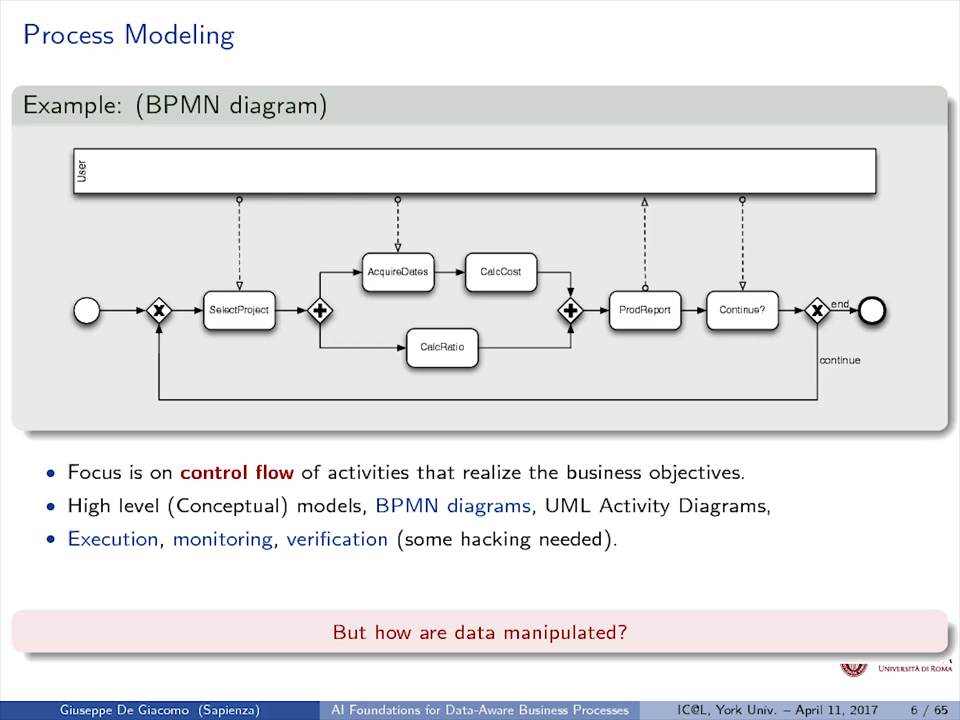 Process Modeling
Example: (BPMN diagram)
User
AcquireDates
CalcCost
SelectProject
ProdReport
Continue?
end
CalcRatio
continue
• Focus is on control flow of activities that realize the business objectives.
• High level (Conceptual) models, BPMN diagrams, UML Activity Diagrams,
• Execution, monitoring, verification (some hacking needed).
But how are data manipulated?
UNIVERSITÀ DI ROMA
Giuseppe De Giacomo (Sapienza) AI Foundations for Data-Aware Business Processes IC@L, York Univ. – April 11, 2017 6 / 65